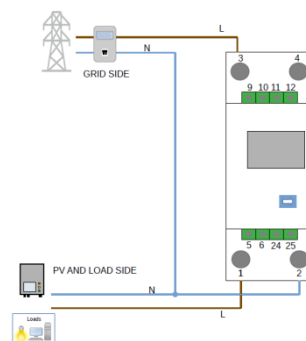 L
N
3 4
GRID SIDE
9 10 11 12
5 6 24 25
PV AND LOAD SIDE
1 2
N
L
Loads